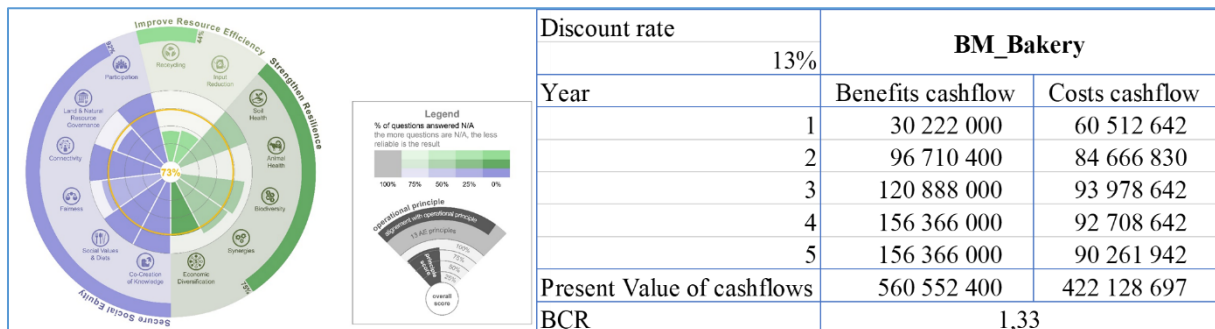 Improve Resource Efficiency
Strengthen Resilience
Secure Social Equity
44%
75%
Recycling
Input
Reduction
Soil
Health
Animal
Health
Biodiversity
Synergies
Economic
Diversification
Co-Creation
of Knowledge
Social Values
& Diets
Fairness
Connectivity
Land & Natural
Resource
Governance
Participation
73%
Legend
% of questions answered N/A
the more questions are N/A, the less
reliable is the result
100% 75% 50% 25% 0%
operational principle
alignement with operational principle
13 AE principles
principle
score
100%
75%
50%
25%
overall
score
Discount rate
13%
BM_Bakery
Year Benefits cashflow Costs cashflow
1 30 222 000 60 512 642
2 96 710 400 84 666 830
3 120 888 000 93 978 642
4 156 366 000 92 708 642
5 156 366 000 90 261 942
Present Value of cashflows 560 552 400 422 128 697
BCR 1,33